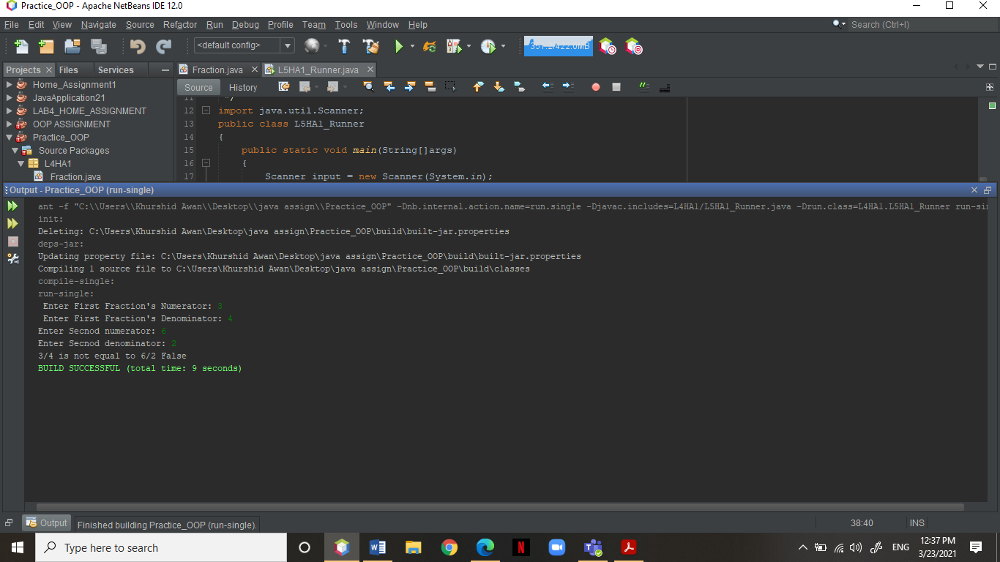 Practice_OOP - Apache NetBeans IDE 12.0
File Edit View Navigate Source Refactor Run Debug Profile Team Tools Window Help
Search (Ctrl+I)
<default config>
Projects Files Services
Fraction.java L5HA1_Runner.java
Source History
Home_Assignment1
JavaApplication21
LAB4_HOME_ASSIGNMENT
OOP ASSIGNMENT
Practice_OOP
Source Packages
L4HA1
Fraction.java
11 */
12 import java.util.Scanner;
13 public class L5HA1_Runner
14 {
15 public static void main(String[]args)
16 {
17 Scanner input = new Scanner(System.in);
Output - Practice_OOP (run-single)
ant -f "C:\\Users\\Khurshid Awan\\Desktop\\java assign\\Practice_OOP" -Dnb.internal.action.name=run.single -Djavac.includes=L4HA1/L5HA1_Runner.java -Drun.class=L4HA1.L5HA1_Runner run-sin
init:
Deleting: C:\Users\Khurshid Awan\Desktop\java assign\Practice_OOP\build\built-jar.properties
deps-jar:
Updating property file: C:\Users\Khurshid Awan\Desktop\java assign\Practice_OOP\build\built-jar.properties
Compiling 1 source file to C:\Users\Khurshid Awan\Desktop\java assign\Practice_OOP\build\classes
compile-single:
run-single:
Enter First Fraction's Numerator: 3
Enter First Fraction's Denominator: 4
Enter Secnod numerator: 6
Enter Secnod denominator: 2
3/4 is not equal to 6/2 False
BUILD SUCCESSFUL (total time: 9 seconds)
Output
Finished building Practice_OOP (run-single).
38:40 INS
Type here to search
ENG
12:37 PM
3/23/2021